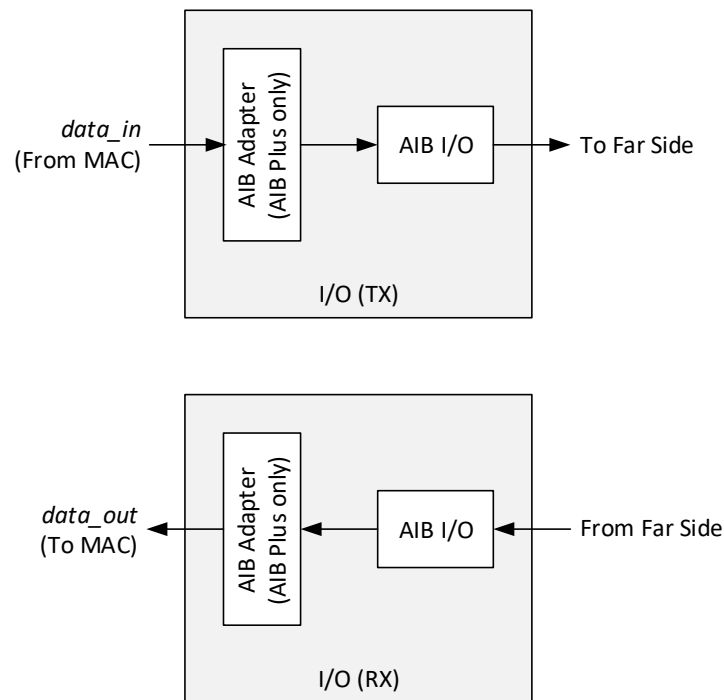 data_in
(From MAC)
AIB Adapter
(AIB Plus only)
AIB I/O
To Far Side
I/O (TX)
data_out
(To MAC)
AIB Adapter
(AIB Plus only)
AIB I/O
From Far Side
I/O (RX)